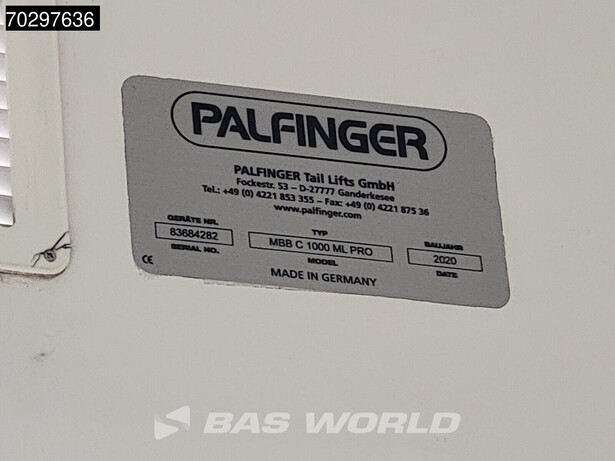 70297636
PALFINGER
PALFINGER Tail Lifts GmbH
Fockestr. 53 – D-27777 Ganderkesee
Tel.: +49 (0) 4221 853 355 – Fax: +49 (0) 4221 875 36
www.palfinger.com
GERÄTE NR. TYP BAUJAHR
83684282 MBB C 1000 ML PRO 2020
SERIAL NO. MODEL DATE
CE MADE IN GERMANY
BAS WORLD